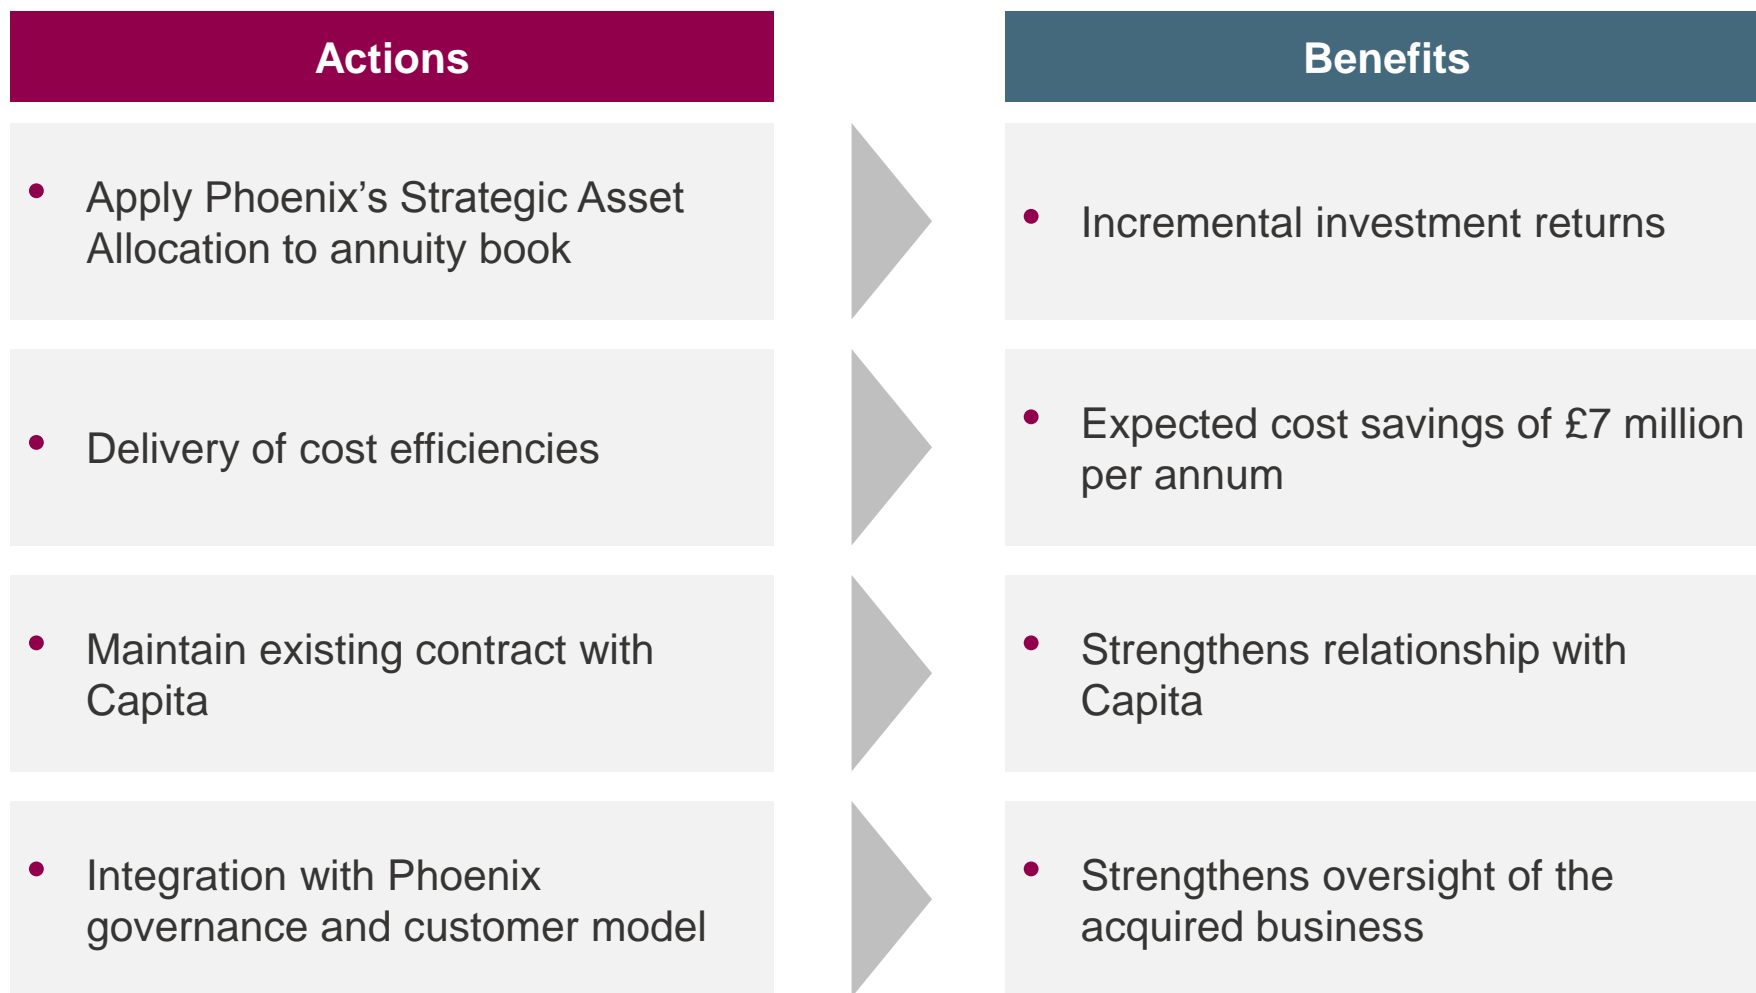 Actions
Benefits
• Apply Phoenix’s Strategic Asset
Allocation to annuity book
• Incremental investment returns
• Delivery of cost efficiencies
• Expected cost savings of £7 million
per annum
• Maintain existing contract with
Capita
• Strengthens relationship with
Capita
• Integration with Phoenix
governance and customer model
• Strengthens oversight of the
acquired business